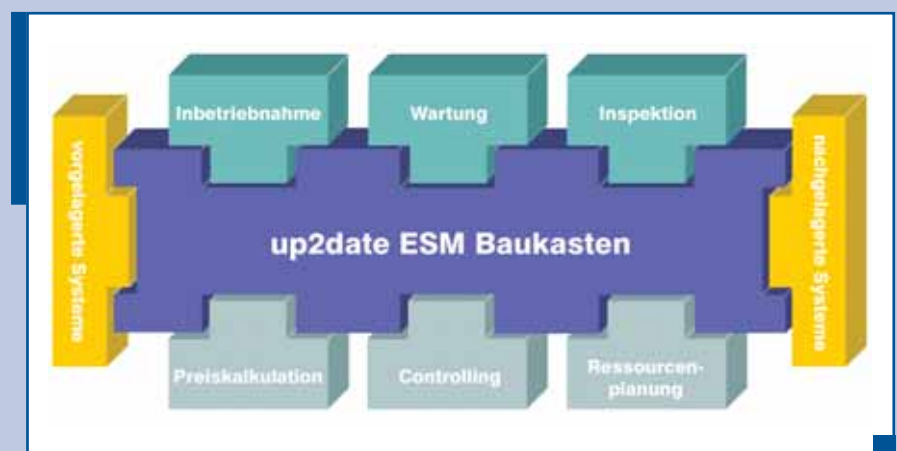 Inbetriebnahme
Wartung
Inspektion
vorgelagerte Systeme
up2date ESM Baukasten
nachgelagerte Systeme
Preiskalkulation
Controlling
Ressourcen-
planung